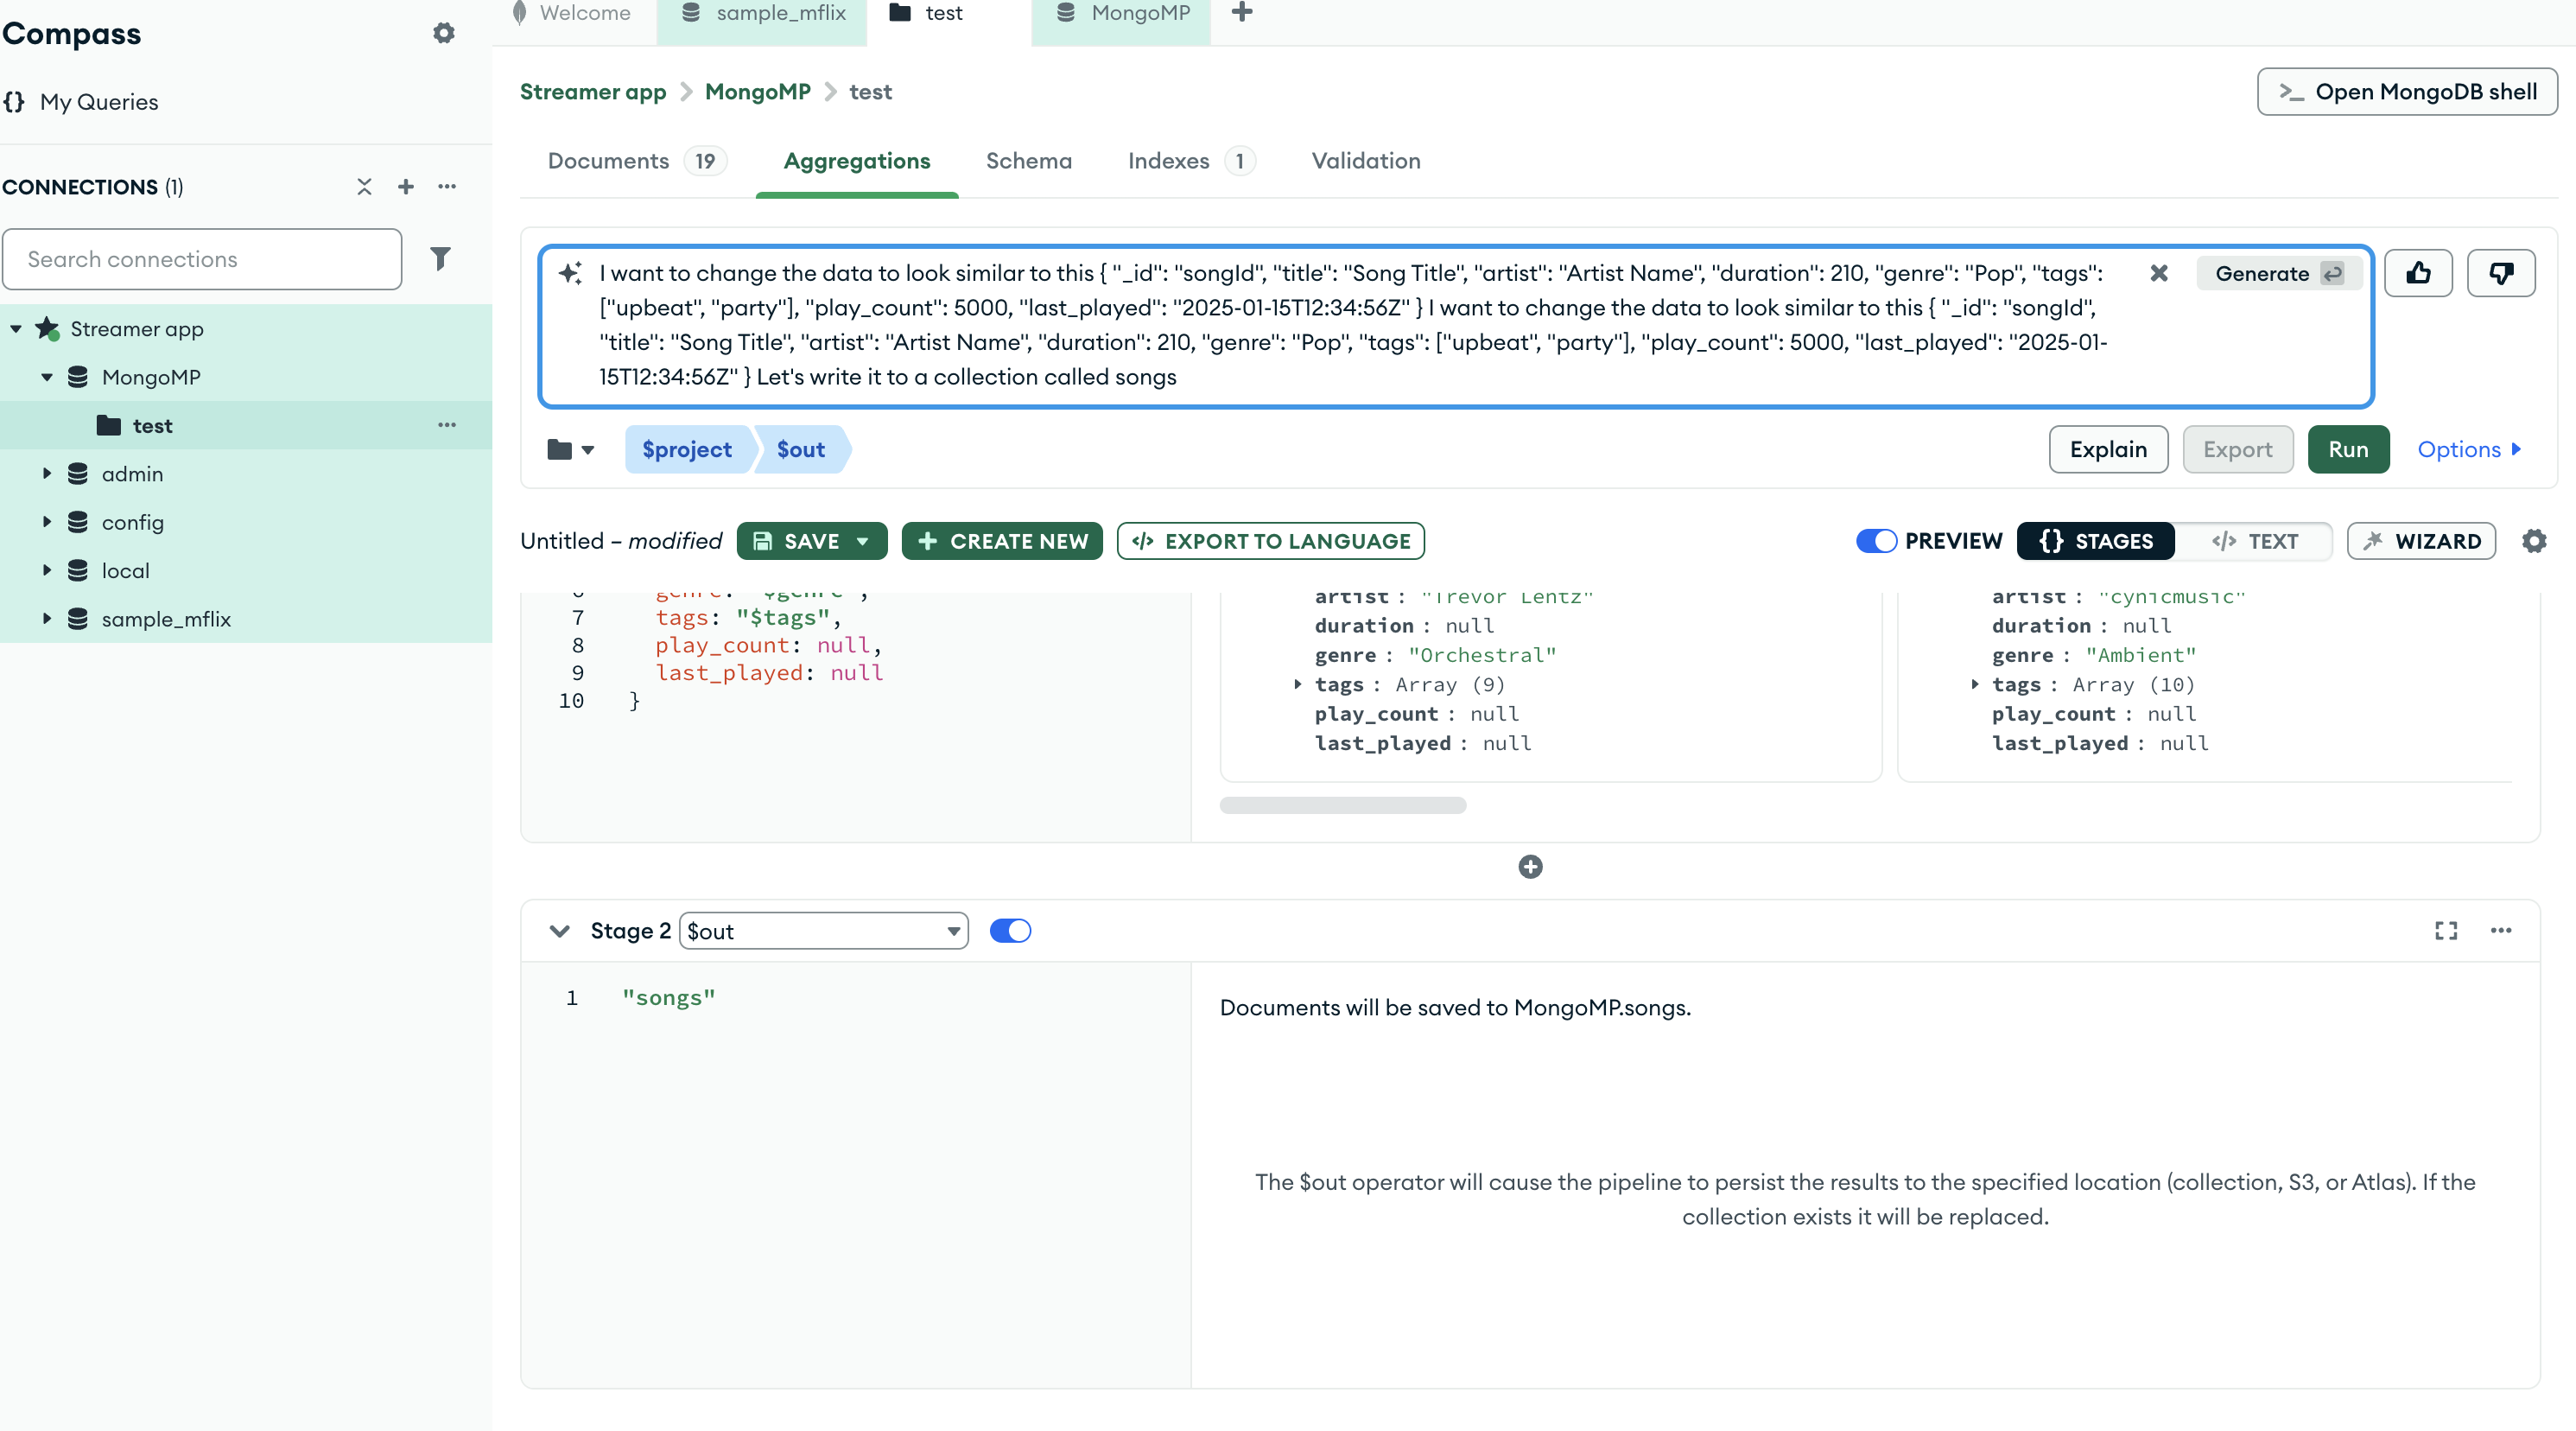 Compass
My Queries
CONNECTIONS (1)
Search connections
Streamer app
MongoMP
test
admin
config
local
sample_mflix
Welcome
sample_mflix
test
MongoMP
Streamer app > MongoMP > test
>_ Open MongoDB shell
Documents 19
Aggregations
Schema
Indexes 1
Validation
I want to change the data to look similar to this { "_id": "songId", "title": "Song Title", "artist": "Artist Name", "duration": 210, "genre": "Pop", "tags":
["upbeat", "party"], "play_count": 5000, "last_played": "2025-01-15T12:34:56Z" } I want to change the data to look similar to this { "_id": "songId",
"title": "Song Title", "artist": "Artist Name", "duration": 210, "genre": "Pop", "tags": ["upbeat", "party"], "play_count": 5000, "last_played": "2025-01-
15T12:34:56Z" } Let's write it to a collection called songs
Generate
$project
$out
Explain
Export
Run
Options
Untitled – modified
SAVE
CREATE NEW
</> EXPORT TO LANGUAGE
PREVIEW
{} STAGES
</> TEXT
WIZARD
6 genre: "$genre",
7 tags: "$tags",
8 play_count: null,
9 last_played: null
10 }
artist : "Trevor Lentz"
duration : null
genre : "Orchestral"
tags : Array (9)
play_count : null
last_played : null
artist : "cynicmusic"
duration : null
genre : "Ambient"
tags : Array (10)
play_count : null
last_played : null
Stage 2
$out
1 "songs"
Documents will be saved to MongoMP.songs.
The $out operator will cause the pipeline to persist the results to the specified location (collection, S3, or Atlas). If the
collection exists it will be replaced.